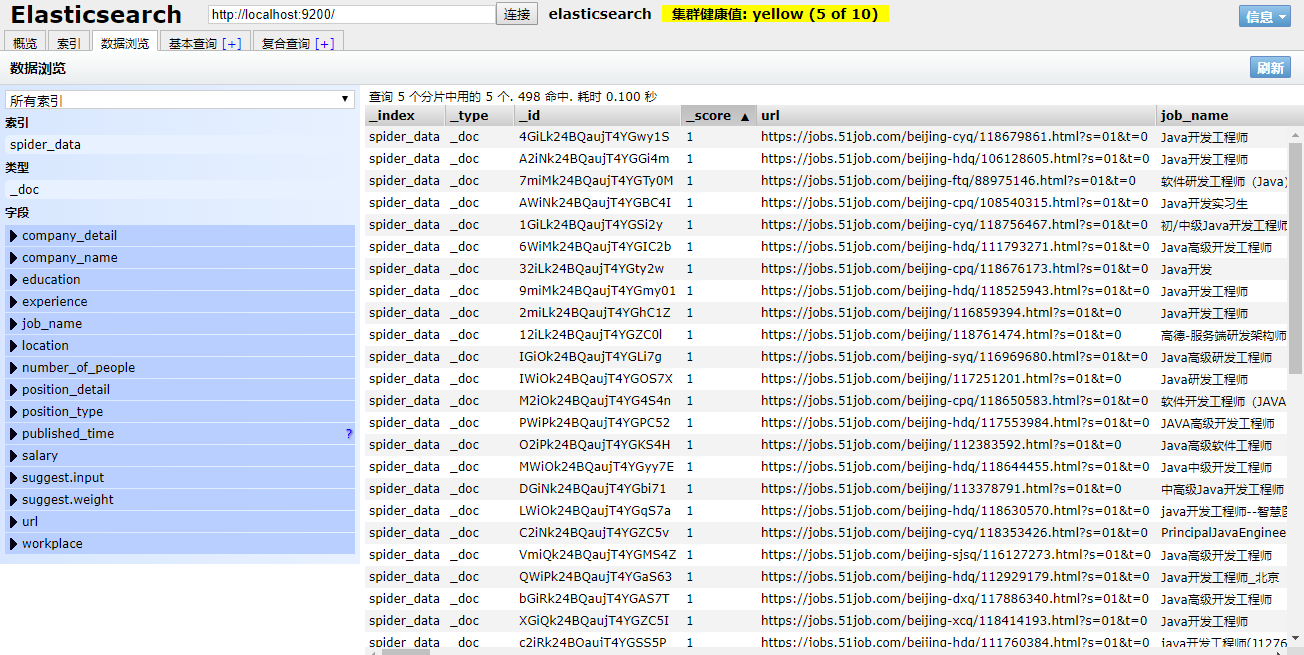 Elasticsearch http://localhost:9200/ 连接 elasticsearch 集群健康值: yellow (5 of 10) 信息
概览 索引 数据浏览 基本查询 [+] 复合查询 [+]
数据浏览 刷新
所有索引
索引
spider_data
类型
_doc
字段
company_detail
company_name
education
experience
job_name
location
number_of_people
position_detail
position_type
published_time ?
salary
suggest.input
suggest.weight
url
workplace
查询 5 个分片中用的 5 个. 498 命中. 耗时 0.100 秒
_index _type _id _score ▲ url job_name
spider_data _doc 4GiLk24BQaujT4YGwy1S 1 https://jobs.51job.com/beijing-cyq/118679861.html?s=01&t=0 Java开发工程师
spider_data _doc A2iNk24BQaujT4YGGi4m 1 https://jobs.51job.com/beijing-hdq/106128605.html?s=01&t=0 Java开发工程师
spider_data _doc 7miMk24BQaujT4YGTy0M 1 https://jobs.51job.com/beijing-ftq/88975146.html?s=01&t=0 软件研发工程师（Java）
spider_data _doc AWiNk24BQaujT4YGBC4I 1 https://jobs.51job.com/beijing-cpq/108540315.html?s=01&t=0 Java开发实习生
spider_data _doc 1GiLk24BQaujT4YGSi2y 1 https://jobs.51job.com/beijing-cyq/118756467.html?s=01&t=0 初/中级Java开发工程师
spider_data _doc 6WiMk24BQaujT4YGIC2b 1 https://jobs.51job.com/beijing-hdq/111793271.html?s=01&t=0 Java高级开发工程师
spider_data _doc 32iLk24BQaujT4YGty2w 1 https://jobs.51job.com/beijing-cpq/118676173.html?s=01&t=0 Java开发
spider_data _doc 9miMk24BQaujT4YGmy01 1 https://jobs.51job.com/beijing-hdq/118525943.html?s=01&t=0 Java开发工程师
spider_data _doc 2miLk24BQaujT4YGhC1Z 1 https://jobs.51job.com/beijing/116859394.html?s=01&t=0 Java开发工程师
spider_data _doc 12iLk24BQaujT4YGZC0l 1 https://jobs.51job.com/beijing/118761474.html?s=01&t=0 高德-服务端研发架构师
spider_data _doc IGiOk24BQaujT4YGLi7g 1 https://jobs.51job.com/beijing-syq/116969680.html?s=01&t=0 Java高级研发工程师
spider_data _doc IWiOk24BQaujT4YGOS7X 1 https://jobs.51job.com/beijing/117251201.html?s=01&t=0 Java研发工程师
spider_data _doc M2iOk24BQaujT4YG4S4n 1 https://jobs.51job.com/beijing-cpq/118650583.html?s=01&t=0 软件开发工程师（JAVA
spider_data _doc PWiPk24BQaujT4YGPC52 1 https://jobs.51job.com/beijing-hdq/117553984.html?s=01&t=0 JAVA高级开发工程师
spider_data _doc O2iPk24BQaujT4YGKS4H 1 https://jobs.51job.com/beijing/112383592.html?s=01&t=0 Java高级软件工程师
spider_data _doc MWiOk24BQaujT4YGyy7E 1 https://jobs.51job.com/beijing-hdq/118644455.html?s=01&t=0 Java中级开发工程师
spider_data _doc DGiNk24BQaujT4YGbi71 1 https://jobs.51job.com/beijing/113378791.html?s=01&t=0 中高级Java开发工程师
spider_data _doc LWiOk24BQaujT4YGqS7a 1 https://jobs.51job.com/beijing-hdq/118630570.html?s=01&t=0 java开发工程师--智慧
spider_data _doc C2iNk24BQaujT4YGZC5v 1 https://jobs.51job.com/beijing-cyq/118353426.html?s=01&t=0 PrincipalJavaEnginee
spider_data _doc VmiQk24BQaujT4YGMS4Z 1 https://jobs.51job.com/beijing-sjsq/116127273.html?s=01&t=0 Java高级开发工程师
spider_data _doc QWiPk24BQaujT4YGaS63 1 https://jobs.51job.com/beijing-hdq/112929179.html?s=01&t=0 Java开发工程师_北京
spider_data _doc bGiRk24BQaujT4YGAS7T 1 https://jobs.51job.com/beijing-dxq/117886340.html?s=01&t=0 Java高级开发工程师
spider_data _doc XGiQk24BQaujT4YGZC5I 1 https://jobs.51job.com/beijing-xcq/118414193.html?s=01&t=0 Java开发工程师
spider_data _doc c2iRk24BQaujT4YGSS5P 1 https://jobs.51job.com/beijing-hdq/111760384.html?s=01&t=0 java开发工程师(J1276